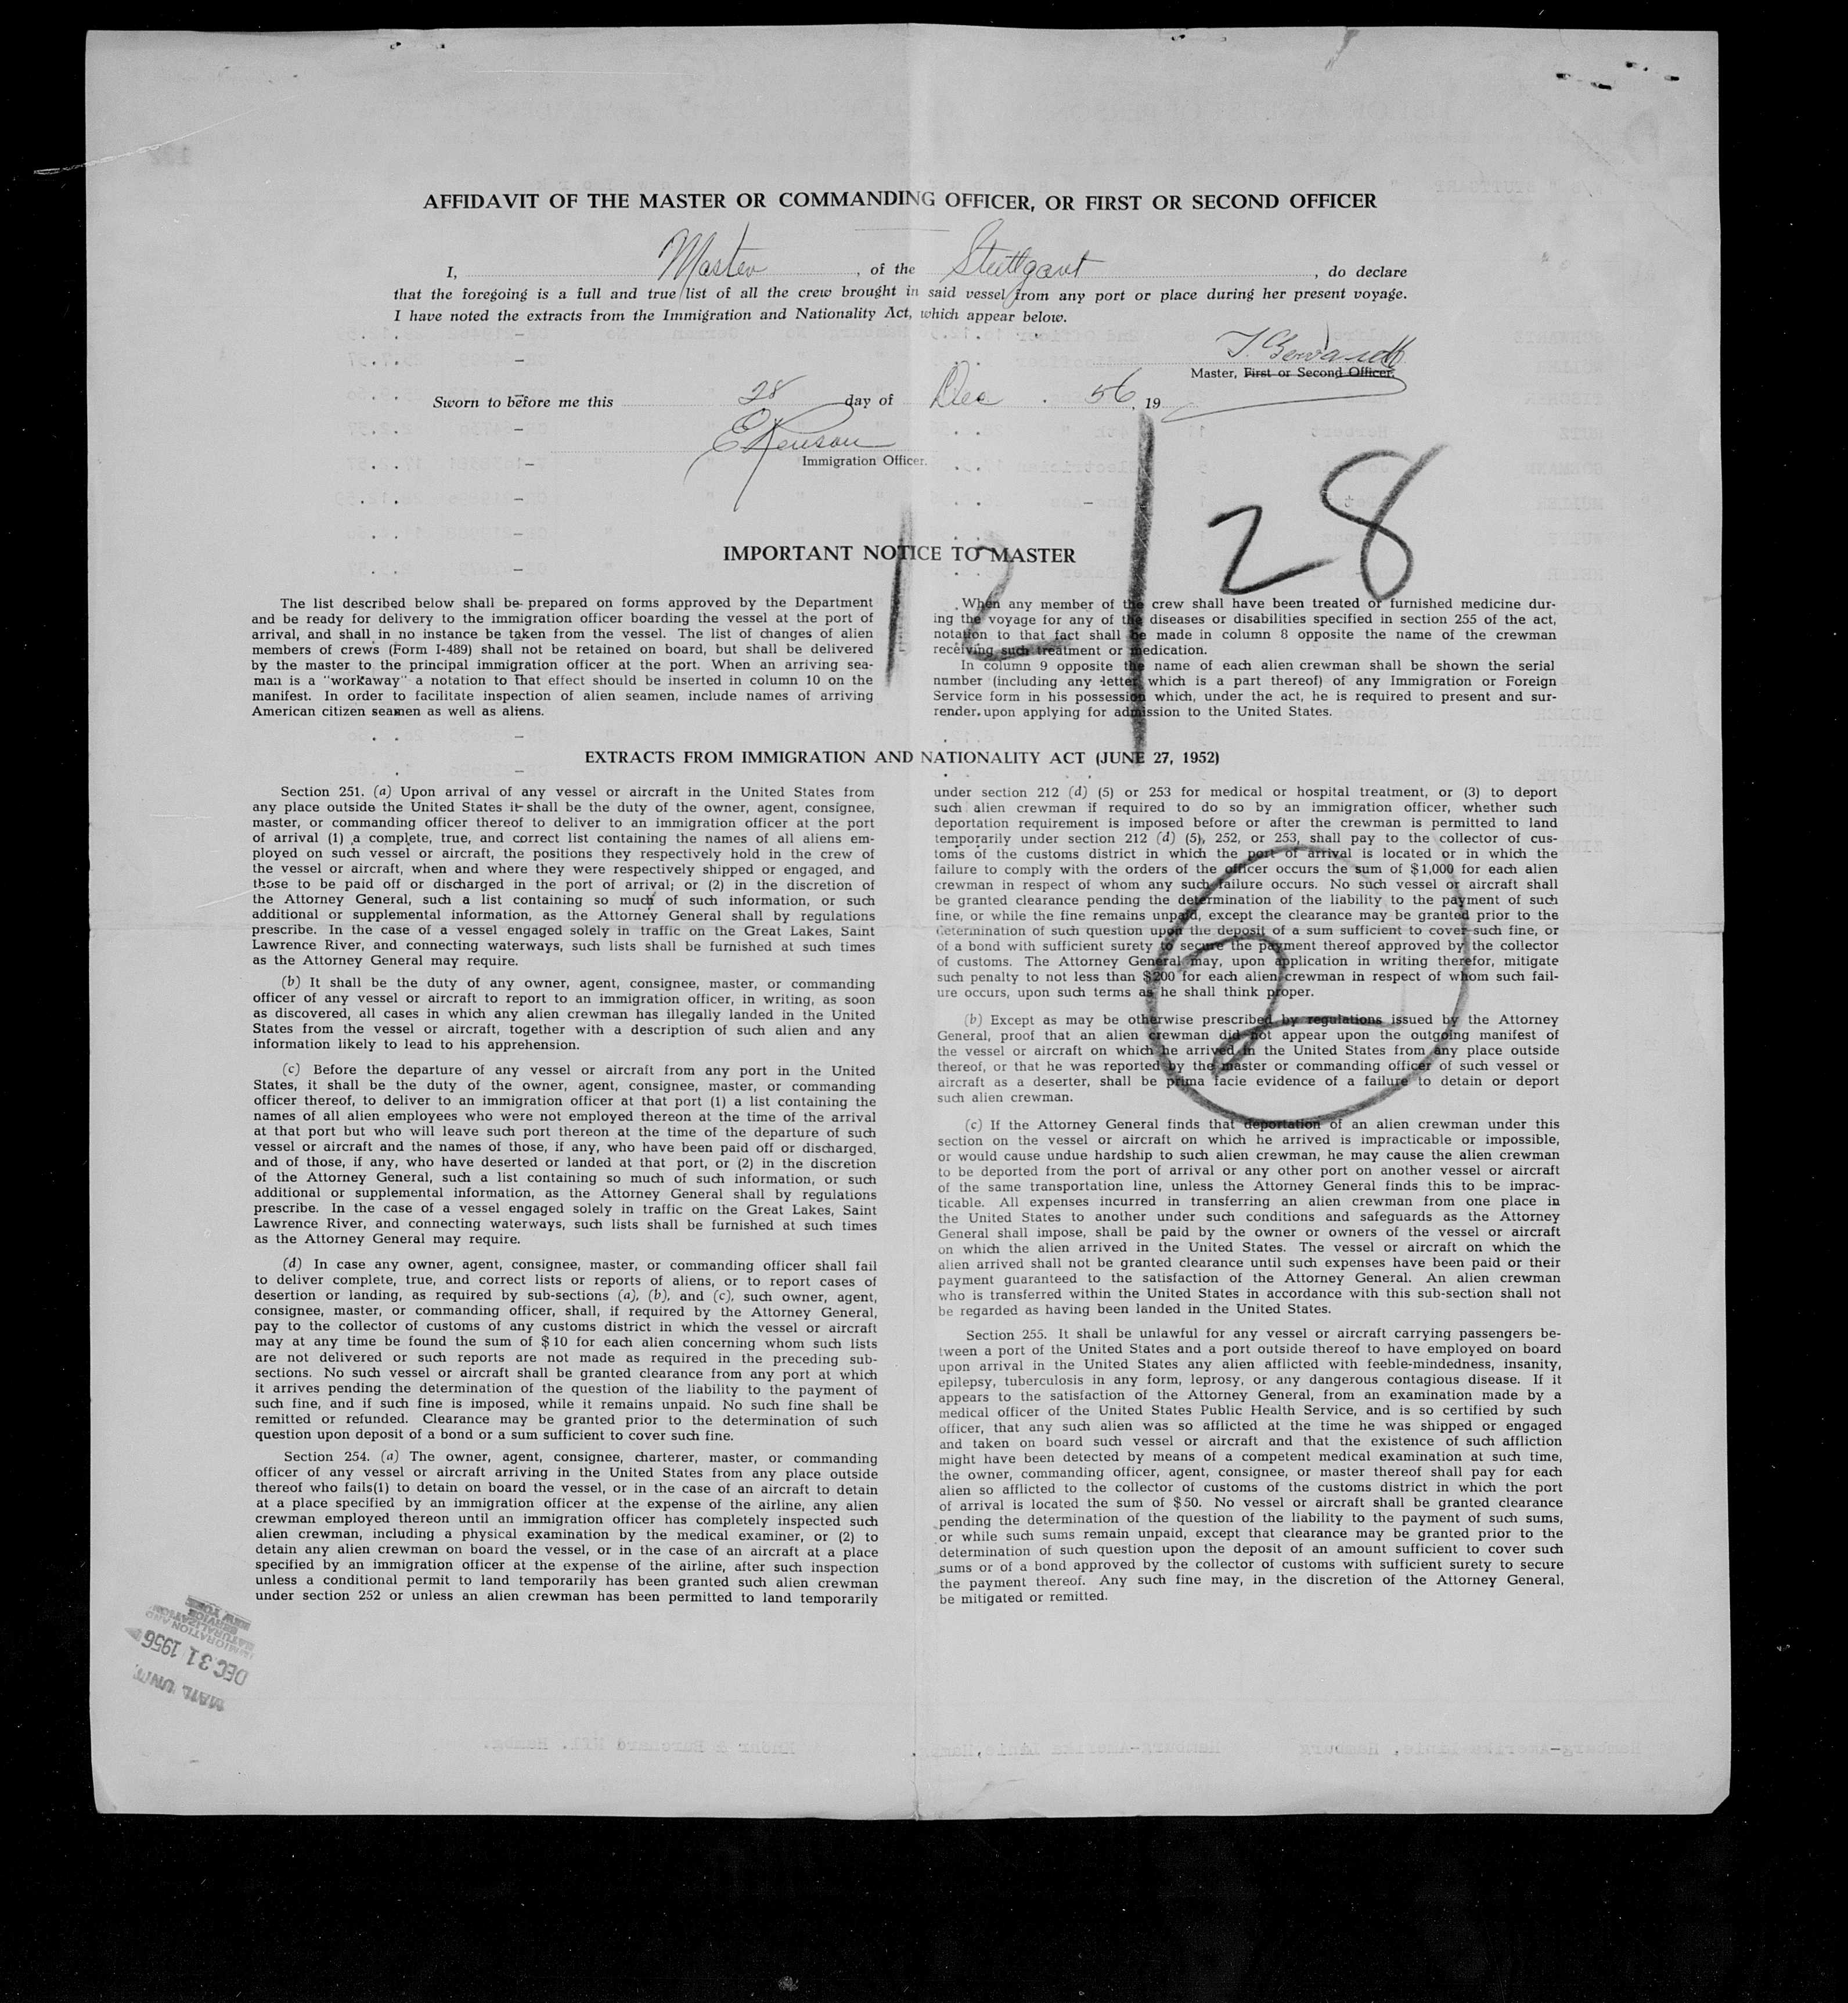 AFFIDAVIT OF THE MASTER OR COMMANDING OFFICER, OR FIRST OR SECOND OFFICER
I, Master, of the Stuttgart, do declare
that the foregoing is a full and true list of all the crew brought in said vessel from any port or place during her present voyage.
I have noted the extracts from the Immigration and Nationality Act, which appear below.
Master, First or Second Officer.
Sworn to before me this 28 day of Dec. 56, 19
Immigration Officer.
12 | 28
IMPORTANT NOTICE TO MASTER
The list described below shall be prepared on forms approved by the Department
and be ready for delivery to the immigration officer boarding the vessel at the port of
arrival, and shall in no instance be taken from the vessel. The list of changes of alien
members of crews (Form I-489) shall not be retained on board, but shall be delivered
by the master to the principal immigration officer at the port. When an arriving sea-
man is a "workaway" a notation to that effect should be inserted in column 10 on the
manifest. In order to facilitate inspection of alien seamen, include names of arriving
American citizen seamen as well as aliens.
When any member of the crew shall have been treated or furnished medicine dur-
ing the voyage for any of the diseases or disabilities specified in section 255 of the act,
notation to that fact shall be made in column 8 opposite the name of the crewman
receiving such treatment or medication.
In column 9 opposite the name of each alien crewman shall be shown the serial
number (including any letter which is a part thereof) of any Immigration or Foreign
Service form in his possession which, under the act, he is required to present and sur-
render upon applying for admission to the United States.
EXTRACTS FROM IMMIGRATION AND NATIONALITY ACT (JUNE 27, 1952)
Section 251. (a) Upon arrival of any vessel or aircraft in the United States from
any place outside the United States it shall be the duty of the owner, agent, consignee,
master, or commanding officer thereof to deliver to an immigration officer at the port
of arrival (1) a complete, true, and correct list containing the names of all aliens em-
ployed on such vessel or aircraft, the positions they respectively hold in the crew of
the vessel or aircraft, when and where they were respectively shipped or engaged, and
those to be paid off or discharged in the port of arrival; or (2) in the discretion of
the Attorney General, such a list containing so much of such information, or such
additional or supplemental information, as the Attorney General shall by regulations
prescribe. In the case of a vessel engaged solely in traffic on the Great Lakes, Saint
Lawrence River, and connecting waterways, such lists shall be furnished at such times
as the Attorney General may require.
(b) It shall be the duty of any owner, agent, consignee, master, or commanding
officer of any vessel or aircraft to report to an immigration officer, in writing, as soon
as discovered, all cases in which any alien crewman has illegally landed in the United
States from the vessel or aircraft, together with a description of such alien and any
information likely to lead to his apprehension.
(c) Before the departure of any vessel or aircraft from any port in the United
States, it shall be the duty of the owner, agent, consignee, master, or commanding
officer thereof, to deliver to an immigration officer at that port (1) a list containing the
names of all alien employees who were not employed thereon at the time of the arrival
at that port but who will leave such port thereon at the time of the departure of such
vessel or aircraft and the names of those, if any, who have been paid off or discharged,
and of those, if any, who have deserted or landed at that port, or (2) in the discretion
of the Attorney General, such a list containing so much of such information, or such
additional or supplemental information, as the Attorney General shall by regulations
prescribe. In the case of a vessel engaged solely in traffic on the Great Lakes, Saint
Lawrence River, and connecting waterways, such lists shall be furnished at such times
as the Attorney General may require.
(d) In case any owner, agent, consignee, master, or commanding officer shall fail
to deliver complete, true, and correct lists or reports of aliens, or to report cases of
desertion or landing, as required by sub-sections (a), (b), and (c), such owner, agent,
consignee, master, or commanding officer, shall, if required by the Attorney General,
pay to the collector of customs of any customs district in which the vessel or aircraft
may at any time be found the sum of $ 10 for each alien concerning whom such lists
are not delivered or such reports are not made as required in the preceding sub-
sections. No such vessel or aircraft shall be granted clearance from any port at which
it arrives pending the determination of the question of the liability to the payment of
such fine, and if such fine is imposed, while it remains unpaid. No such fine shall be
remitted or refunded. Clearance may be granted prior to the determination of such
question upon deposit of a bond or a sum sufficient to cover such fine.
Section 254. (a) The owner, agent, consignee, charterer, master, or commanding
officer of any vessel or aircraft arriving in the United States from any place outside
thereof who fails(1) to detain on board the vessel, or in the case of an aircraft to detain
at a place specified by an immigration officer at the expense of the airline, any alien
crewman employed thereon until an immigration officer has completely inspected such
alien crewman, including a physical examination by the medical examiner, or (2) to
detain any alien crewman on board the vessel, or in the case of an aircraft at a place
specified by an immigration officer at the expense of the airline, after such inspection
unless a conditional permit to land temporarily has been granted such alien crewman
under section 252 or unless an alien crewman has been permitted to land temporarily
under section 212 (d) (5) or 253 for medical or hospital treatment, or (3) to deport
such alien crewman if required to do so by an immigration officer, whether such
deportation requirement is imposed before or after the crewman is permitted to land
temporarily under section 212 (d) (5), 252, or 253, shall pay to the collector of cus-
toms of the customs district in which the port of arrival is located or in which the
failure to comply with the orders of the officer occurs the sum of $ 1,000 for each alien
crewman in respect of whom any such failure occurs. No such vessel or aircraft shall
be granted clearance pending the determination of the liability to the payment of such
fine, or while the fine remains unpaid, except the clearance may be granted prior to the
determination of such question upon the deposit of a sum sufficient to cover such fine, or
of a bond with sufficient surety to secure the payment thereof approved by the collector
of customs. The Attorney General may, upon application in writing therefor, mitigate
such penalty to not less than $200 for each alien crewman in respect of whom such fail-
ure occurs, upon such terms as he shall think proper.
(b) Except as may be otherwise prescribed by regulations issued by the Attorney
General, proof that an alien crewman did not appear upon the outgoing manifest of
the vessel or aircraft on which he arrived in the United States from any place outside
thereof, or that he was reported by the master or commanding officer of such vessel or
aircraft as a deserter, shall be prima facie evidence of a failure to detain or deport
such alien crewman.
2
(c) If the Attorney General finds that deportation of an alien crewman under this
section on the vessel or aircraft on which he arrived is impracticable or impossible,
or would cause undue hardship to such alien crewman, he may cause the alien crewman
to be deported from the port of arrival or any other port on another vessel or aircraft
of the same transportation line, unless the Attorney General finds this to be imprac-
ticable. All expenses incurred in transferring an alien crewman from one place in
the United States to another under such conditions and safeguards as the Attorney
General shall impose, shall be paid by the owner or owners of the vessel or aircraft
on which the alien arrived in the United States. The vessel or aircraft on which the
alien arrived shall not be granted clearance until such expenses have been paid or their
payment guaranteed to the satisfaction of the Attorney General. An alien crewman
who is transferred within the United States in accordance with this sub-section shall not
be regarded as having been landed in the United States.
Section 255. It shall be unlawful for any vessel or aircraft carrying passengers be-
tween a port of the United States and a port outside thereof to have employed on board
upon arrival in the United States any alien afflicted with feeble-mindedness, insanity,
epilepsy, tuberculosis in any form, leprosy, or any dangerous contagious disease. If it
appears to the satisfaction of the Attorney General, from an examination made by a
medical officer of the United States Public Health Service, and is so certified by such
officer, that any such alien was so afflicted at the time he was shipped or engaged
and taken on board such vessel or aircraft and that the existence of such affliction
might have been detected by means of a competent medical examination at such time,
the owner, commanding officer, agent, consignee, or master thereof shall pay for each
alien so afflicted to the collector of customs of the customs district in which the port
of arrival is located the sum of $ 50. No vessel or aircraft shall be granted clearance
pending the determination of the question of the liability to the payment of such sums,
or while such sums remain unpaid, except that clearance may be granted prior to the
determination of such question upon the deposit of an amount sufficient to cover such
sums or of a bond approved by the collector of customs with sufficient surety to secure
the payment thereof. Any such fine may, in the discretion of the Attorney General,
be mitigated or remitted.
MAIL UNIT
DEC 31 1956
IMMIGRATION AND
NATURALIZATION
SERVICE
NEW YORK